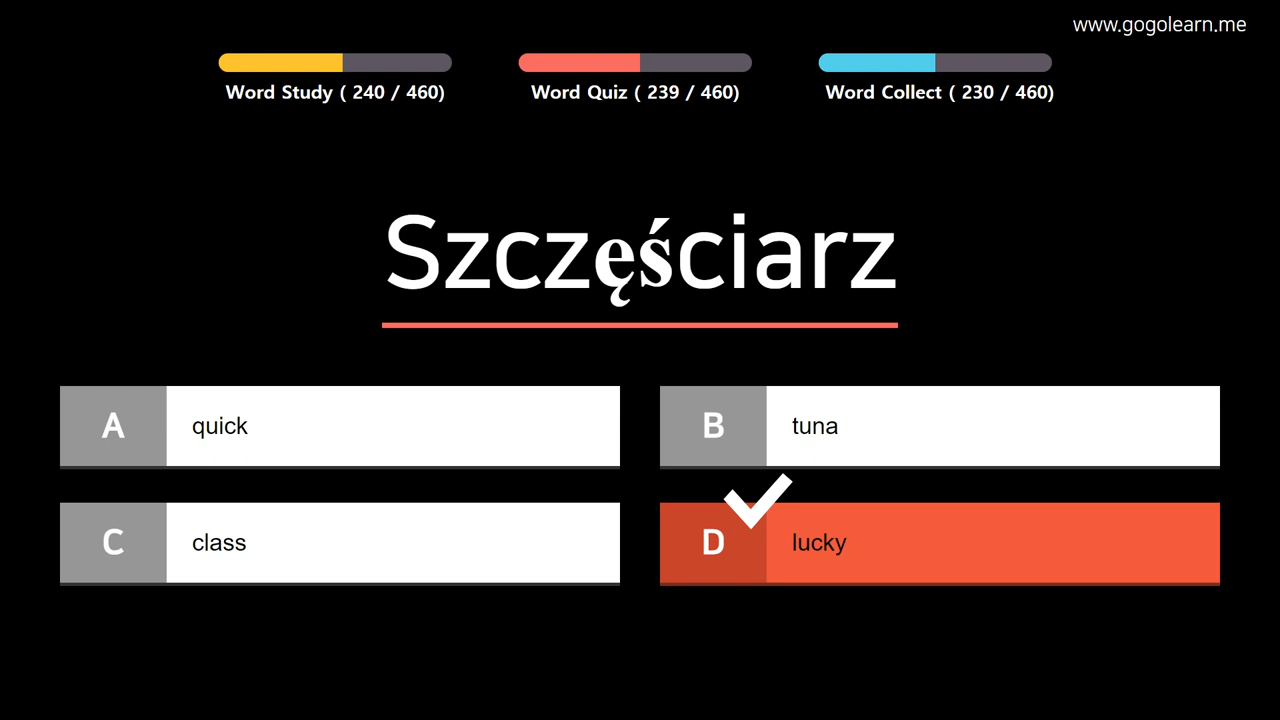 www.gogolearn.me
Word Study ( 240 / 460)
Word Quiz ( 239 / 460)
Word Collect ( 230 / 460)
Szczęściarz
A quick
B tuna
C class
D lucky